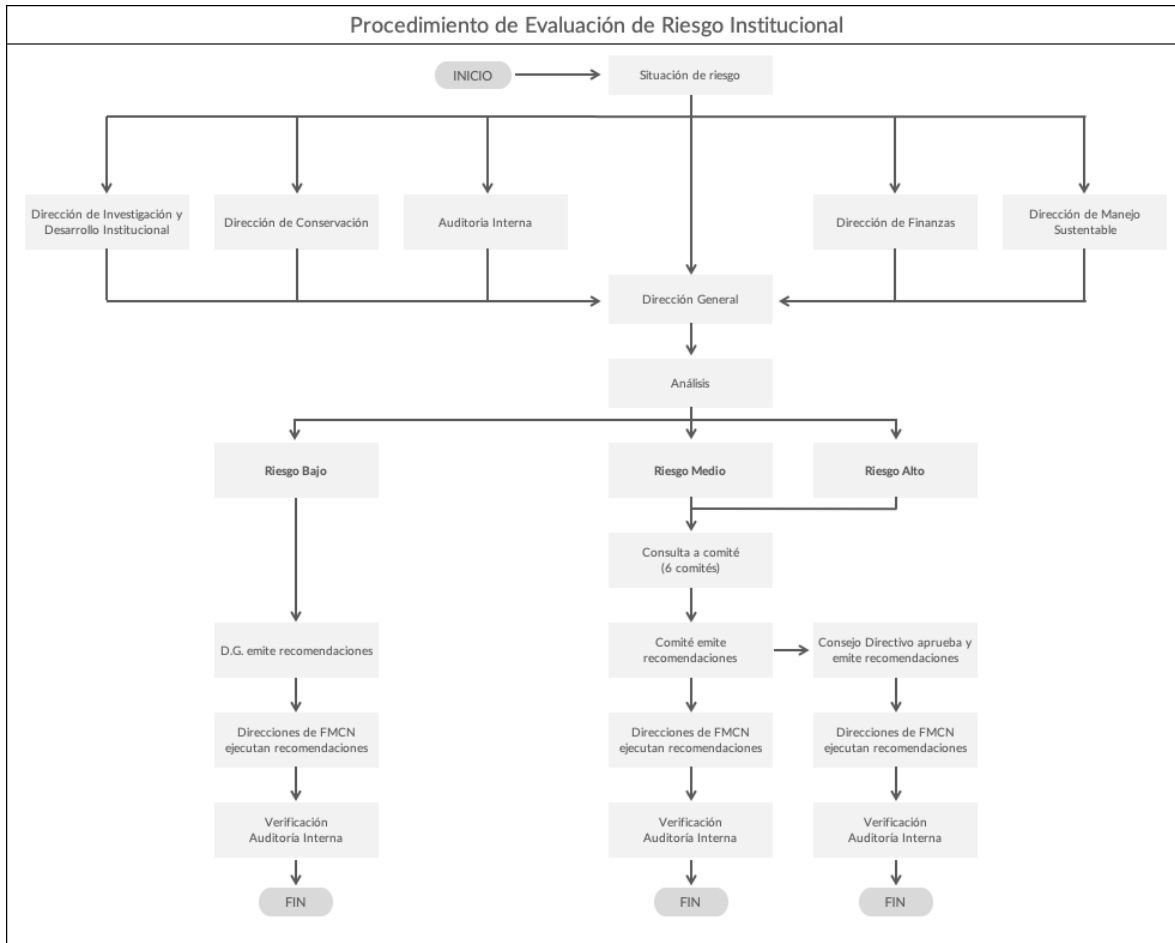 Procedimiento de Evaluación de Riesgo Institucional
INICIO
Situación de riesgo
Dirección de Investigación y
Desarrollo Institucional
Dirección de Conservación
Auditoria Interna
Dirección de Finanzas
Dirección de Manejo
Sustentable
Dirección General
Análisis
Riesgo Bajo
Riesgo Medio
Riesgo Alto
Consulta a comité
(6 comités)
D.G. emite recomendaciones
Comité emite
recomendaciones
Consejo Directivo aprueba y
emite recomendaciones
Direcciones de FMCN
ejecutan recomendaciones
Direcciones de FMCN
ejecutan recomendaciones
Direcciones de FMCN
ejecutan recomendaciones
Verificación
Auditoría Interna
Verificación
Auditoría Interna
Verificación
Auditoría Interna
FIN
FIN
FIN